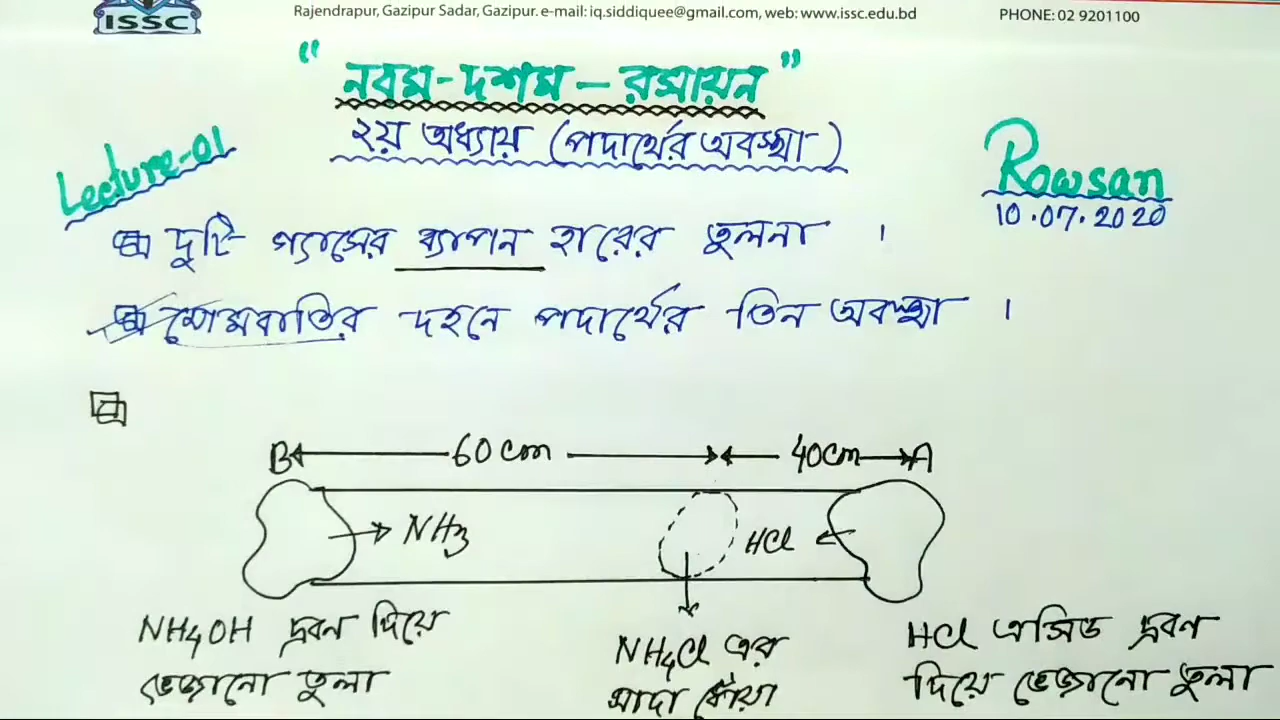 ISSC
Rajendrapur, Gazipur Sadar, Gazipur. e-mail: iq.siddiquee@gmail.com, web: www.issc.edu.bd
PHONE: 02 9201100
"নবম-দশম – রসায়ন"
২য় অধ্যায় (পদার্থের অবস্থা)
Lecture-01
Rowsan
10.07.2020
দুটি গ্যাসের ব্যাপন হারের তুলনা ।
মোমবাতির দহনে পদার্থের তিন অবস্থা ।
B 60 cm 40cm A
NH3 HCl
NH4OH দ্রবণ দিয়ে
ভেজানো তুলা
NH4Cl এর
সাদা ধোঁয়া
HCl এসিড দ্রবণ
দিয়ে ভেজানো তুলা